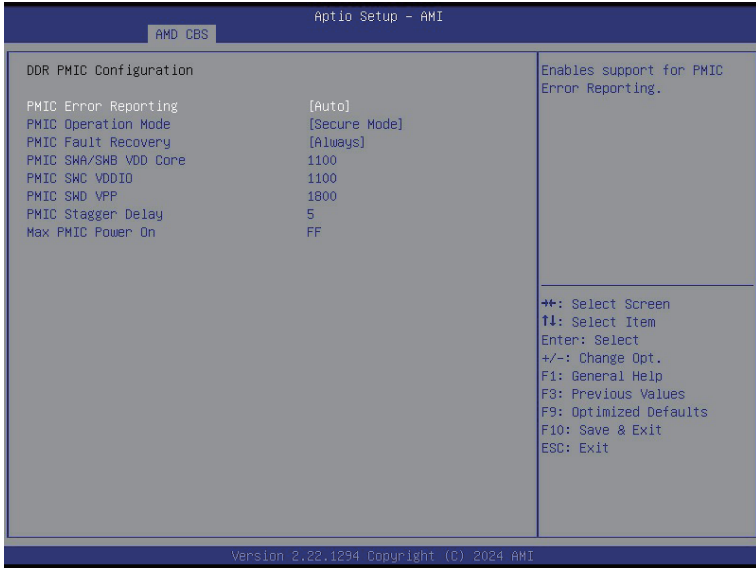 Aptio Setup – AMI
AMD CBS
DDR PMIC Configuration
PMIC Error Reporting [Auto]
PMIC Operation Mode [Secure Mode]
PMIC Fault Recovery [Always]
PMIC SWA/SWB VDD Core 1100
PMIC SWC VDDIO 1100
PMIC SWD VPP 1800
PMIC Stagger Delay 5
Max PMIC Power On FF
Enables support for PMIC
Error Reporting.
→←: Select Screen
↑↓: Select Item
Enter: Select
+/-: Change Opt.
F1: General Help
F3: Previous Values
F9: Optimized Defaults
F10: Save & Exit
ESC: Exit
Version 2.22.1294 Copyright (C) 2024 AMI